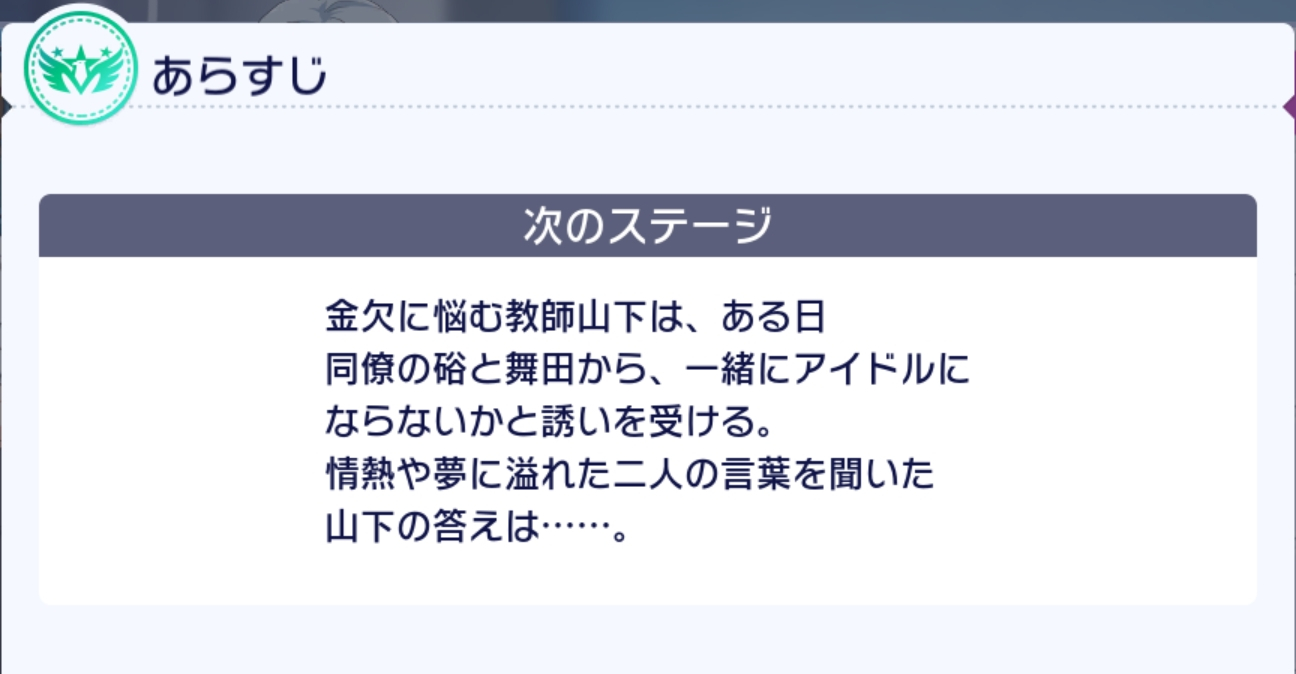 あらすじ
次のステージ
金欠に悩む教師山下は、ある日
同僚の硲と舞田から、一緒にアイドルに
ならないかと誘いを受ける。
情熱や夢に溢れた二人の言葉を聞いた
山下の答えは……。